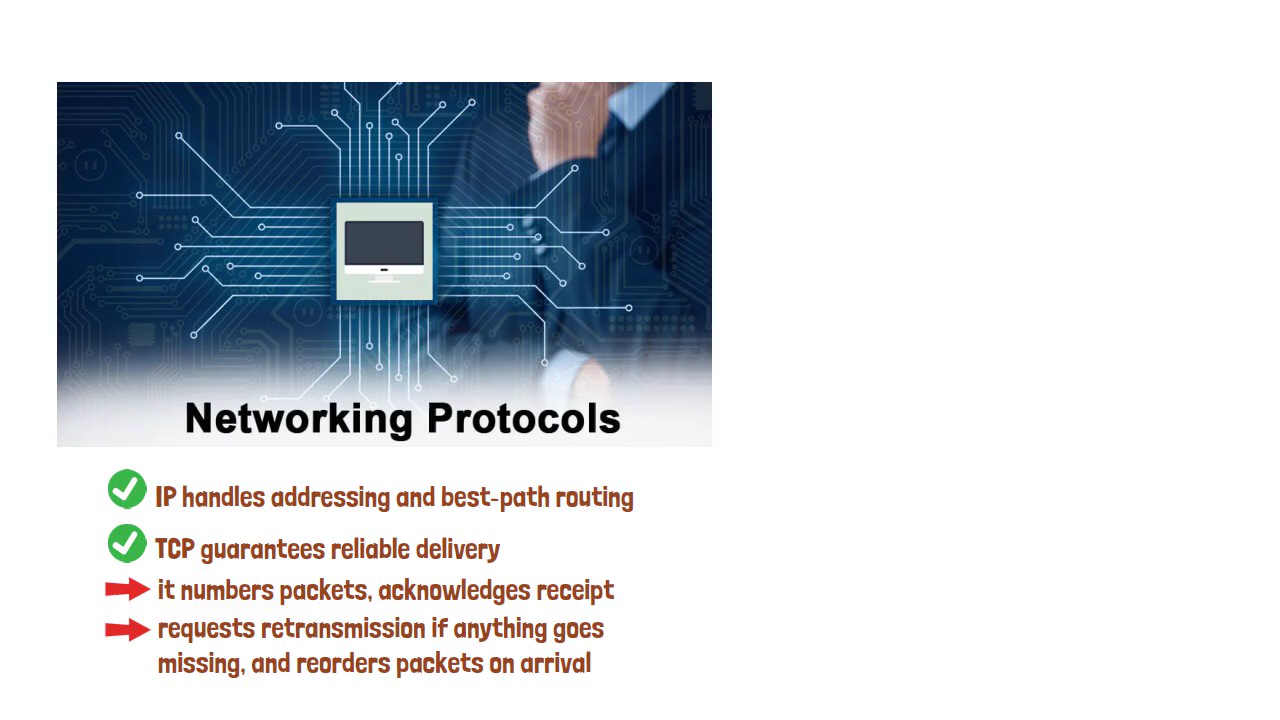 Networking Protocols
IP handles addressing and best-path routing
TCP guarantees reliable delivery
it numbers packets, acknowledges receipt
requests retransmission if anything goes
missing, and reorders packets on arrival